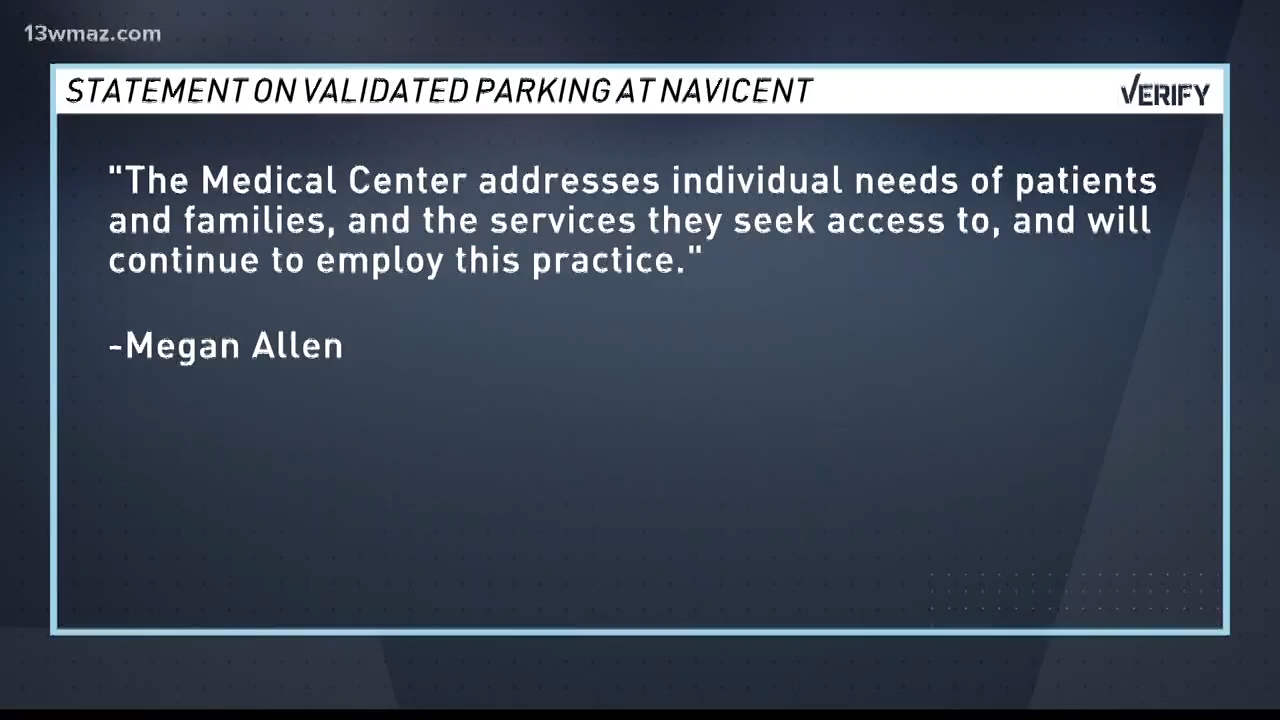 13wmaz.com
STATEMENT ON VALIDATED PARKING AT NAVICENT
VERIFY
"The Medical Center addresses individual needs of patients
and families, and the services they seek access to, and will
continue to employ this practice."
-Megan Allen